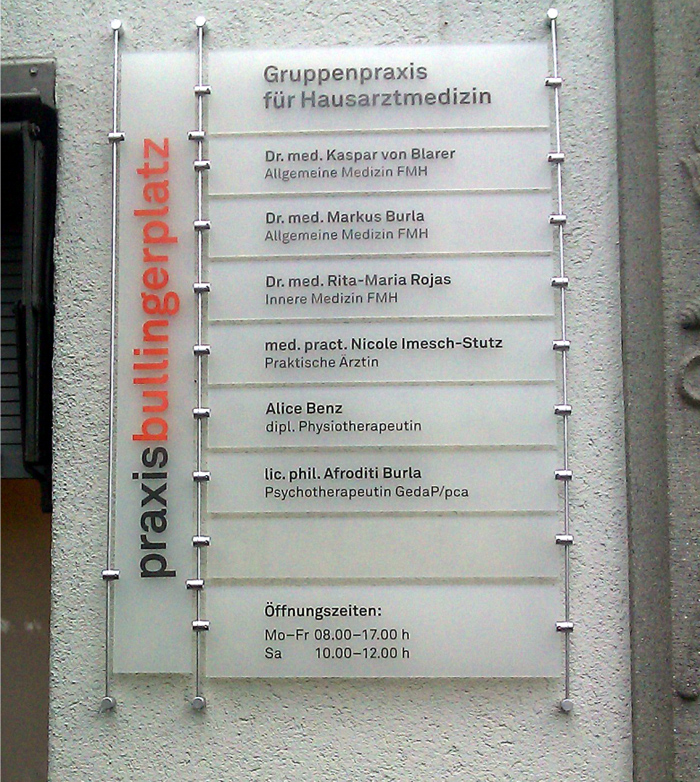 praxisbullingerplatz
Gruppenpraxis
für Hausarztmedizin
Dr. med. Kaspar von Blarer
Allgemeine Medizin FMH
Dr. med. Markus Burla
Allgemeine Medizin FMH
Dr. med. Rita-Maria Rojas
Innere Medizin FMH
med. pract. Nicole Imesch-Stutz
Praktische Ärztin
Alice Benz
dipl. Physiotherapeutin
lic. phil. Afroditi Burla
Psychotherapeutin GedaP/pca
Öffnungszeiten:
Mo–Fr 08.00–17.00 h
Sa 10.00–12.00 h